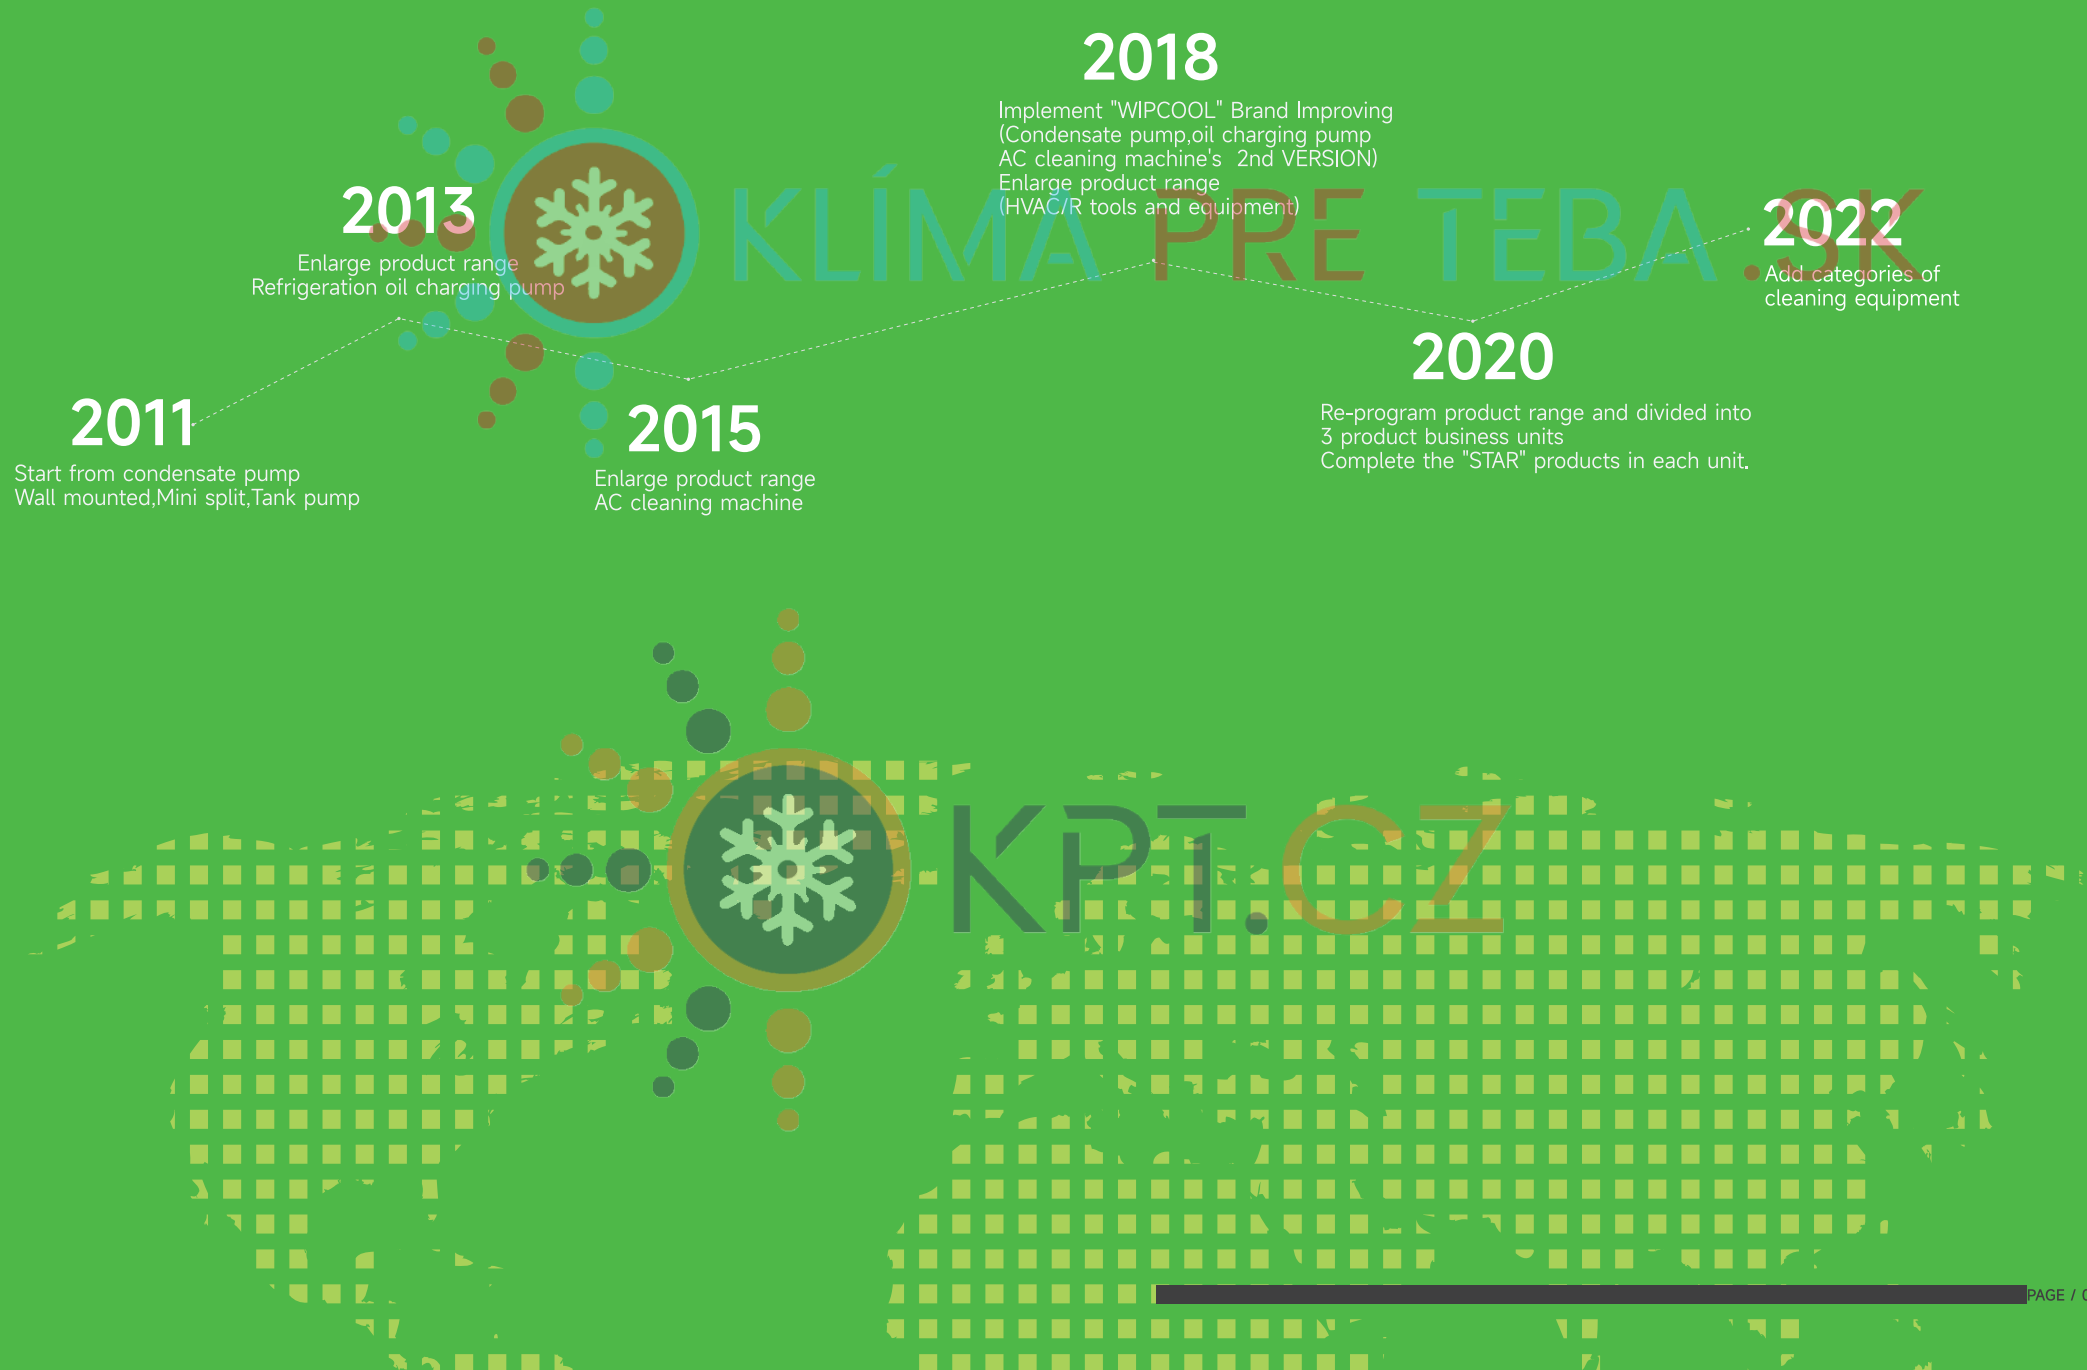 2011
Start from condensate pump
Wall mounted,Mini split,Tank pump
2013
Enlarge product range
Refrigeration oil charging pump
2015
Enlarge product range
AC cleaning machine
2018
Implement "WIPCOOL" Brand Improving
(Condensate pump,oil charging pump
AC cleaning machine's  2nd VERSION)
Enlarge product range
(HVAC/R tools and equipment)
2020
Re-program product range and divided into
3 product business units
Complete the "STAR" products in each unit.
2022
Add categories of
cleaning equipment
KLÍMA PRE TEBA.SK
KPT.CZ
PAGE /